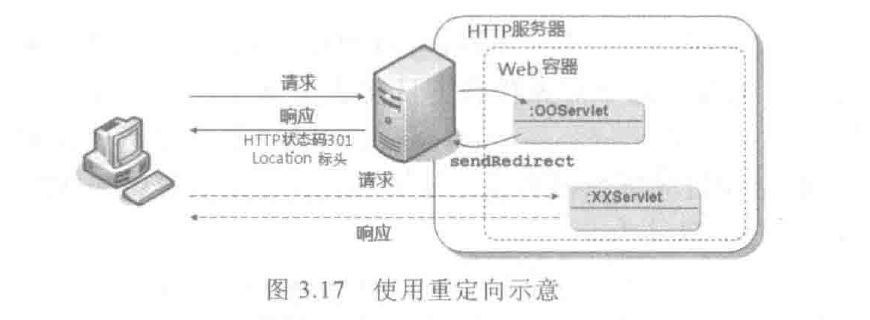 HTTP服务器
Web 容器
请求
:OOServlet
响应
HTTP状态码301
Location 标头
sendRedirect
请求
:XXServlet
响应
图 3.17 使用重定向示意